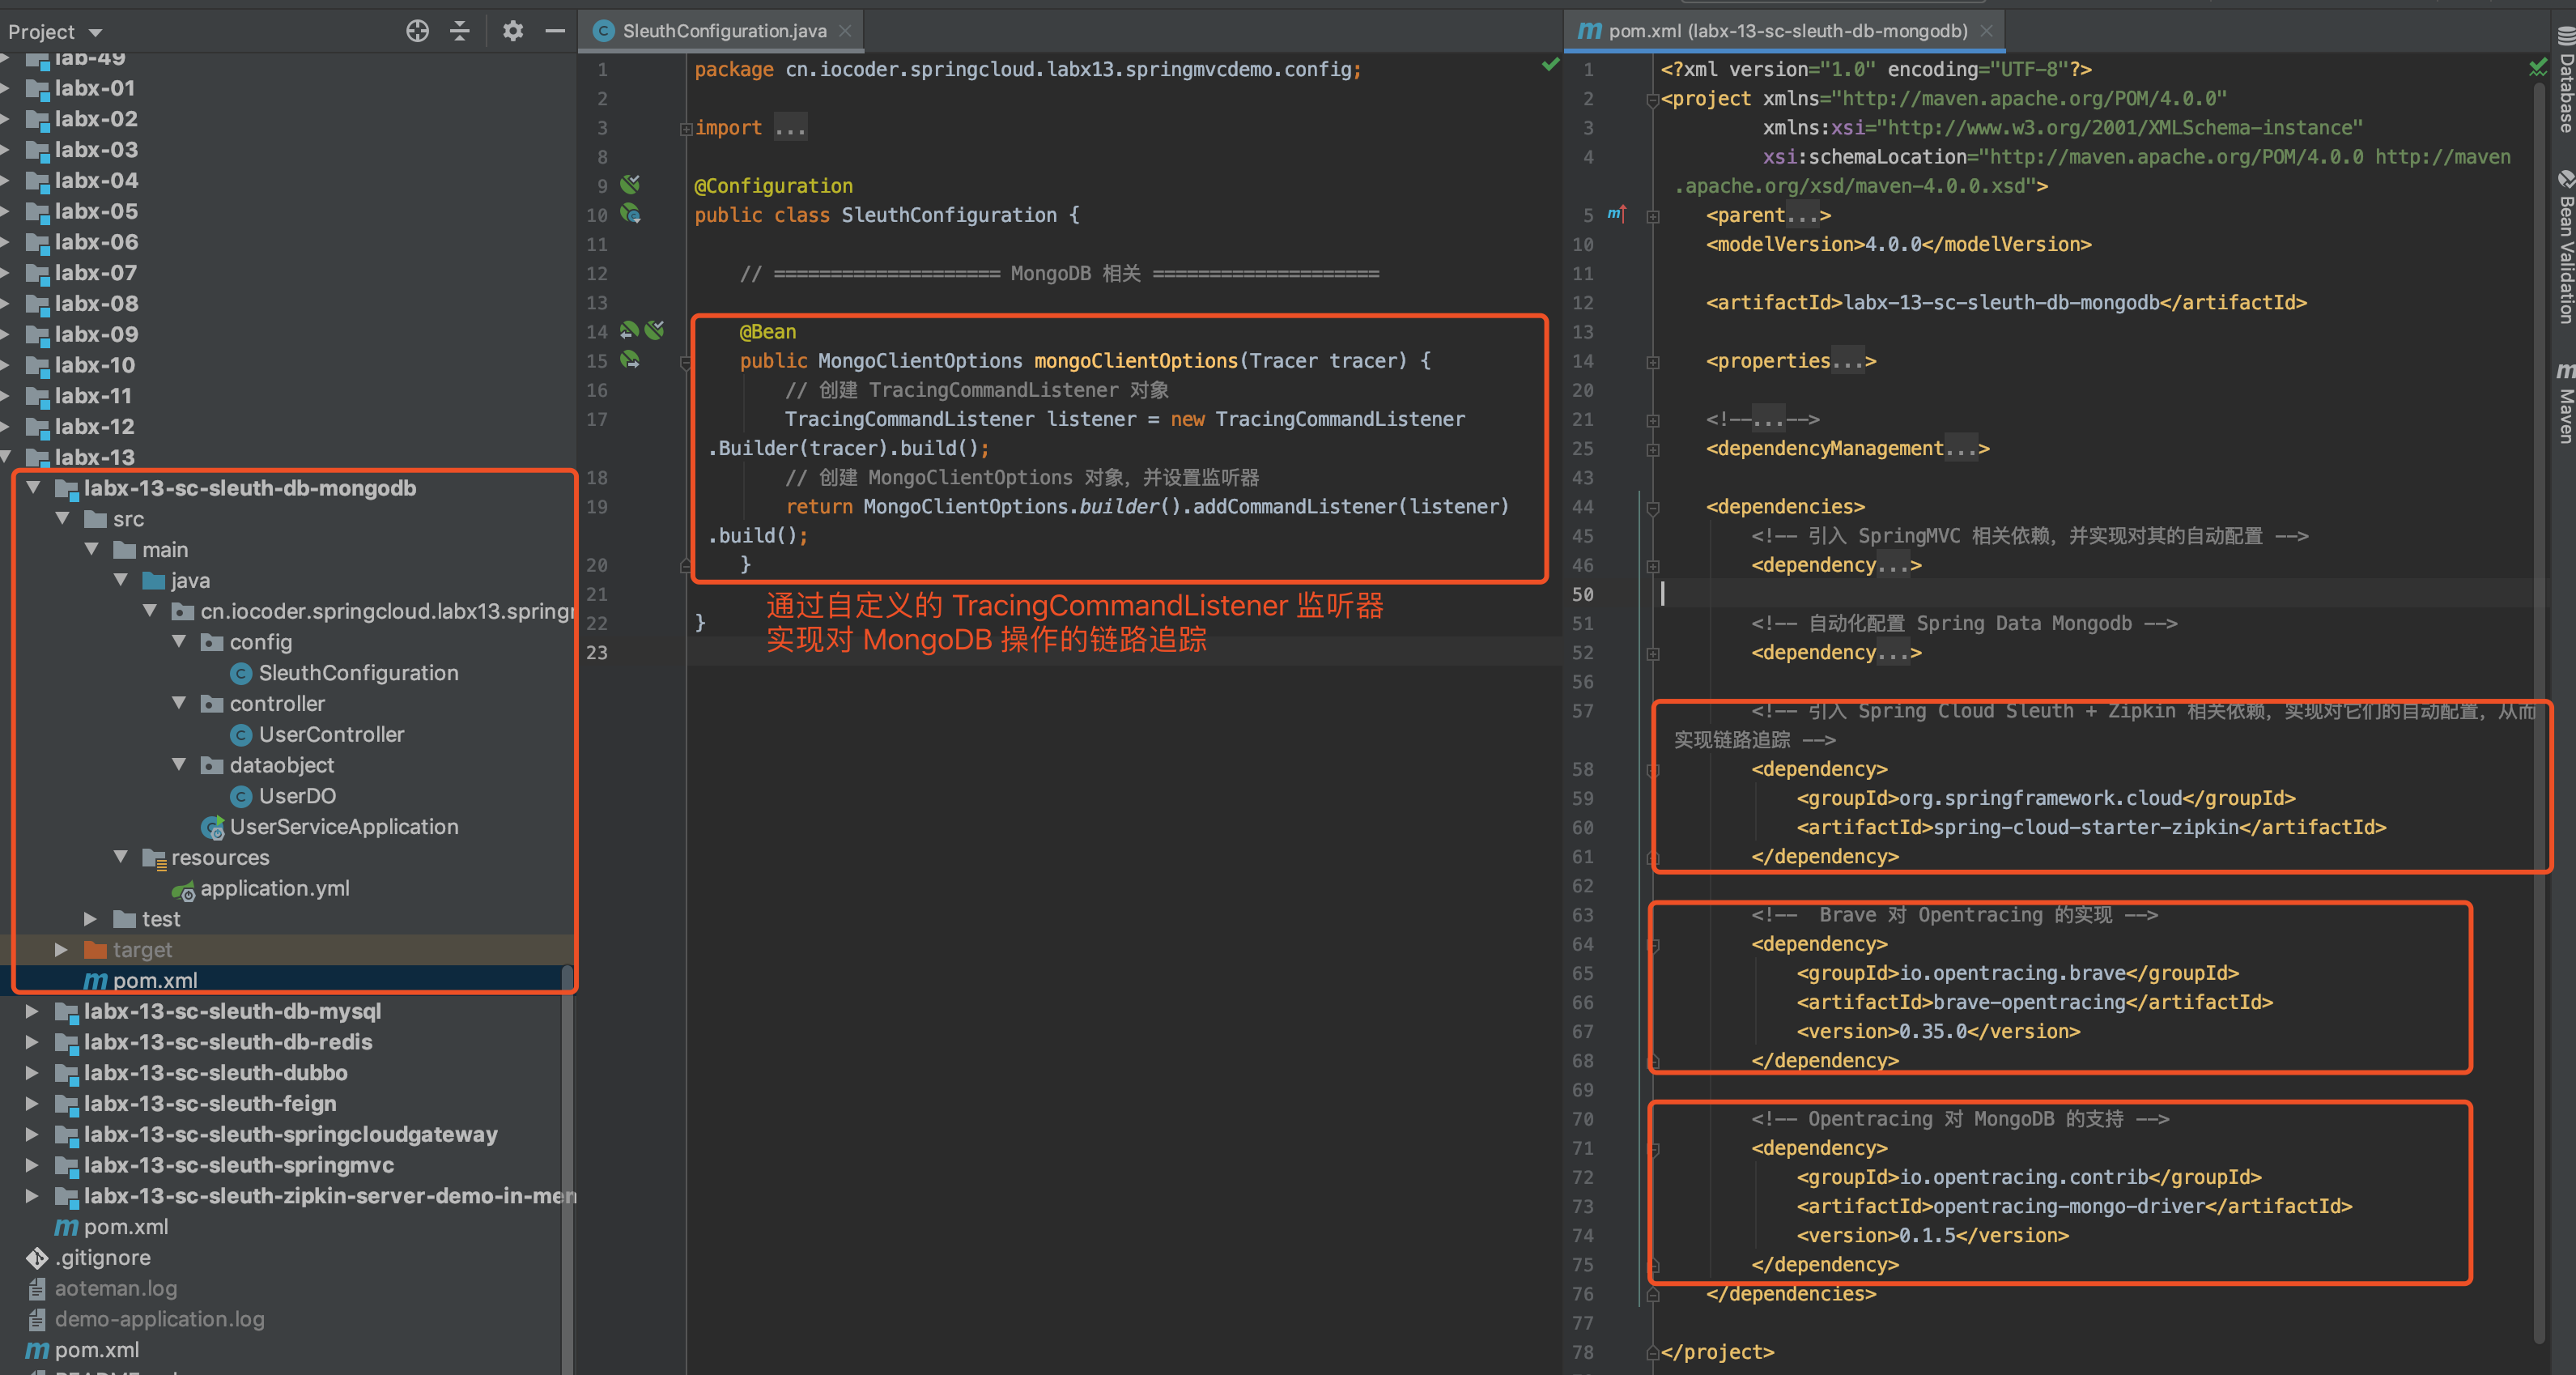 Project
lab-49
labx-01
labx-02
labx-03
labx-04
labx-05
labx-06
labx-07
labx-08
labx-09
labx-10
labx-11
labx-12
labx-13
labx-13-sc-sleuth-db-mongodb
src
main
java
cn.iocoder.springcloud.labx13.spring
config
SleuthConfiguration
controller
UserController
dataobject
UserDO
UserServiceApplication
resources
application.yml
test
target
pom.xml
labx-13-sc-sleuth-db-mysql
labx-13-sc-sleuth-db-redis
labx-13-sc-sleuth-dubbo
labx-13-sc-sleuth-feign
labx-13-sc-sleuth-springcloudgateway
labx-13-sc-sleuth-springmvc
labx-13-sc-sleuth-zipkin-server-demo-in-mem
pom.xml
.gitignore
aoteman.log
demo-application.log
pom.xml
SleuthConfiguration.java
1 package cn.iocoder.springcloud.labx13.springmvcdemo.config;
2
3 import ...
8
9 @Configuration
10 public class SleuthConfiguration {
11
12 // ==================== MongoDB 相关 ====================
13
14 @Bean
15 public MongoClientOptions mongoClientOptions(Tracer tracer) {
16 // 创建 TracingCommandListener 对象
17 TracingCommandListener listener = new TracingCommandListener
.Builder(tracer).build();
18 // 创建 MongoClientOptions 对象，并设置监听器
19 return MongoClientOptions.builder().addCommandListener(listener)
.build();
20 }
21
22 }
23
通过自定义的 TracingCommandListener 监听器
实现对 MongoDB 操作的链路追踪
pom.xml (labx-13-sc-sleuth-db-mongodb)
1 <?xml version="1.0" encoding="UTF-8"?>
2 <project xmlns="http://maven.apache.org/POM/4.0.0"
3 xmlns:xsi="http://www.w3.org/2001/XMLSchema-instance"
4 xsi:schemaLocation="http://maven.apache.org/POM/4.0.0 http://maven
.apache.org/xsd/maven-4.0.0.xsd">
5 <parent...>
10 <modelVersion>4.0.0</modelVersion>
11
12 <artifactId>labx-13-sc-sleuth-db-mongodb</artifactId>
13
14 <properties...>
20
21 <!--...-->
25 <dependencyManagement...>
43
44 <dependencies>
45 <!-- 引入 SpringMVC 相关依赖，并实现对其的自动配置 -->
46 <dependency...>
50
51 <!-- 自动化配置 Spring Data Mongodb -->
52 <dependency...>
56
57 <!-- 引入 Spring Cloud Sleuth + Zipkin 相关依赖，实现对它们的自动配置，从而
实现链路追踪 -->
58 <dependency>
59 <groupId>org.springframework.cloud</groupId>
60 <artifactId>spring-cloud-starter-zipkin</artifactId>
61 </dependency>
62
63 <!-- Brave 对 Opentracing 的实现 -->
64 <dependency>
65 <groupId>io.opentracing.brave</groupId>
66 <artifactId>brave-opentracing</artifactId>
67 <version>0.35.0</version>
68 </dependency>
69
70 <!-- Opentracing 对 MongoDB 的支持 -->
71 <dependency>
72 <groupId>io.opentracing.contrib</groupId>
73 <artifactId>opentracing-mongo-driver</artifactId>
74 <version>0.1.5</version>
75 </dependency>
76 </dependencies>
77
78 </project>
Database
Bean Validation
Maven